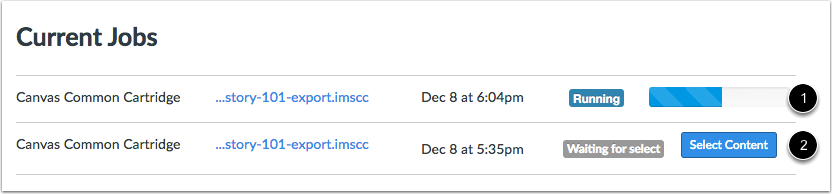 Current Jobs
Canvas Common Cartridge ...story-101-export.imscc Dec 8 at 6:04pm Running 1
Canvas Common Cartridge ...story-101-export.imscc Dec 8 at 5:35pm Waiting for select Select Content 2